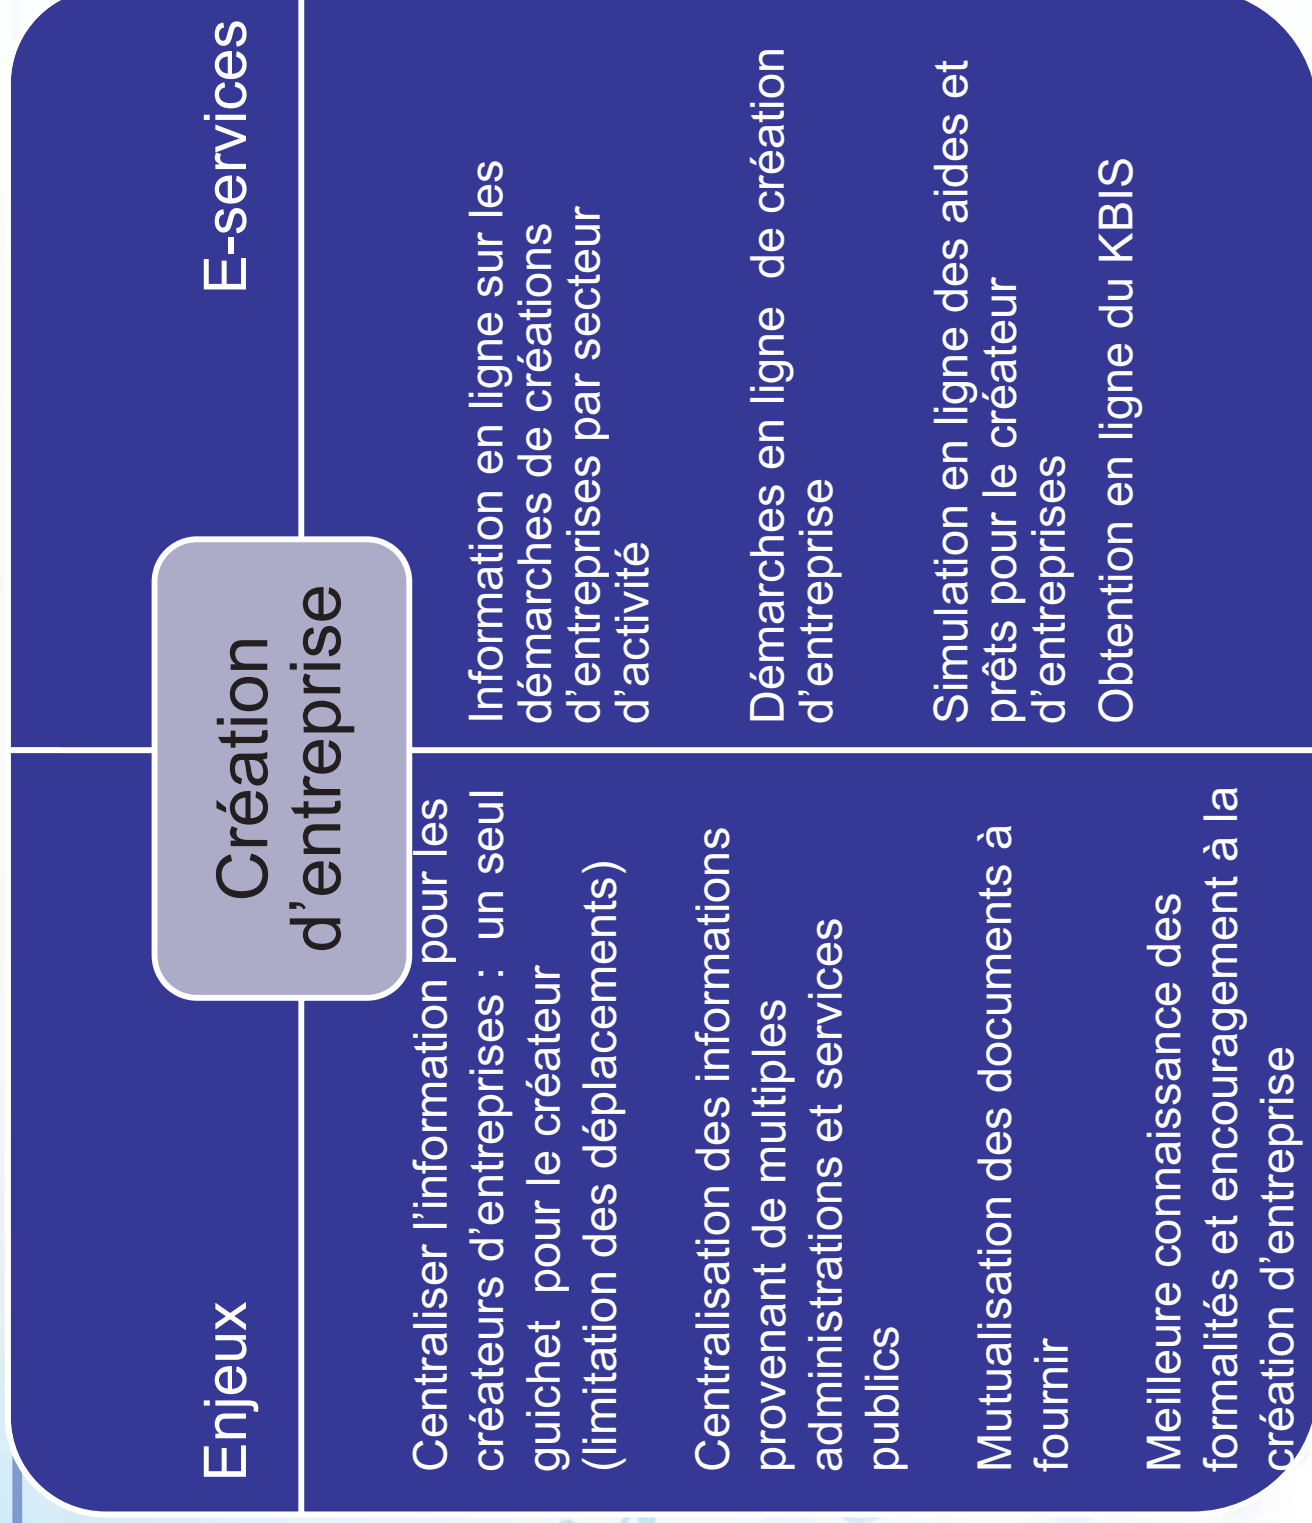 Création
d’entreprise
Enjeux
Centraliser l’information pour les
créateurs d’entreprises : un seul
guichet pour le créateur
(limitation des déplacements)
Centralisation des informations
provenant de multiples
administrations et services
publics
Mutualisation des documents à
fournir
Meilleure connaissance des
formalités et encouragement à la
création d’entreprise
E-services
Information en ligne sur les
démarches de créations
d’entreprises par secteur
d’activité
Démarches en ligne de création
d’entreprise
Simulation en ligne des aides et
prêts pour le créateur
d’entreprises
Obtention en ligne du KBIS